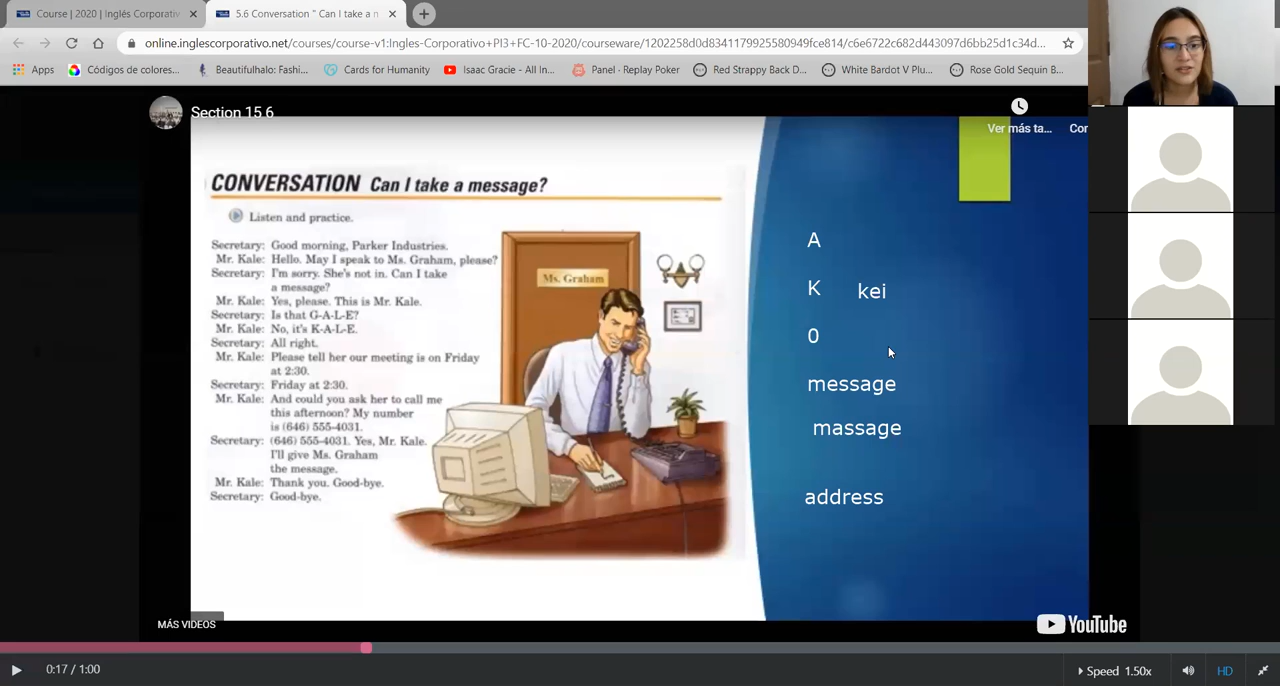 Course | 2020 | Inglés Corporativ
5.6 Conversation " Can I take a n
online.inglescorporativo.net/courses/course-v1:Ingles-Corporativo+PI3+FC-10-2020/courseware/1202258d0d8341179925580949fce814/c6e6722c682d443097d6bb25d1c34d...
Apps
Códigos de colores...
Beautifulhalo: Fashi...
Cards for Humanity
Isaac Gracie - All In...
Panel · Replay Poker
Red Strappy Back D...
White Bardot V Plu...
Rose Gold Sequin B...
Section 15.6
Ver más ta...
Cor
CONVERSATION Can I take a message?
Listen and practice.
Secretary: Good morning, Parker Industries.
Mr. Kale: Hello. May I speak to Ms. Graham, please?
Secretary: I'm sorry. She's not in. Can I take
a message?
Mr. Kale: Yes, please. This is Mr. Kale.
Secretary: Is that G-A-L-E?
Mr. Kale: No, it's K-A-L-E.
Secretary: All right.
Mr. Kale: Please tell her our meeting is on Friday
at 2:30.
Secretary: Friday at 2:30.
Mr. Kale: And could you ask her to call me
this afternoon? My number
is (646) 555-4031.
Secretary: (646) 555-4031. Yes, Mr. Kale.
I'll give Ms. Graham
the message.
Mr. Kale: Thank you. Good-bye.
Secretary: Good-bye.
Ms. Graham
A
K kei
0
message
massage
address
MÁS VIDEOS
YouTube
0:17 / 1:00
Speed 1.50x
HD